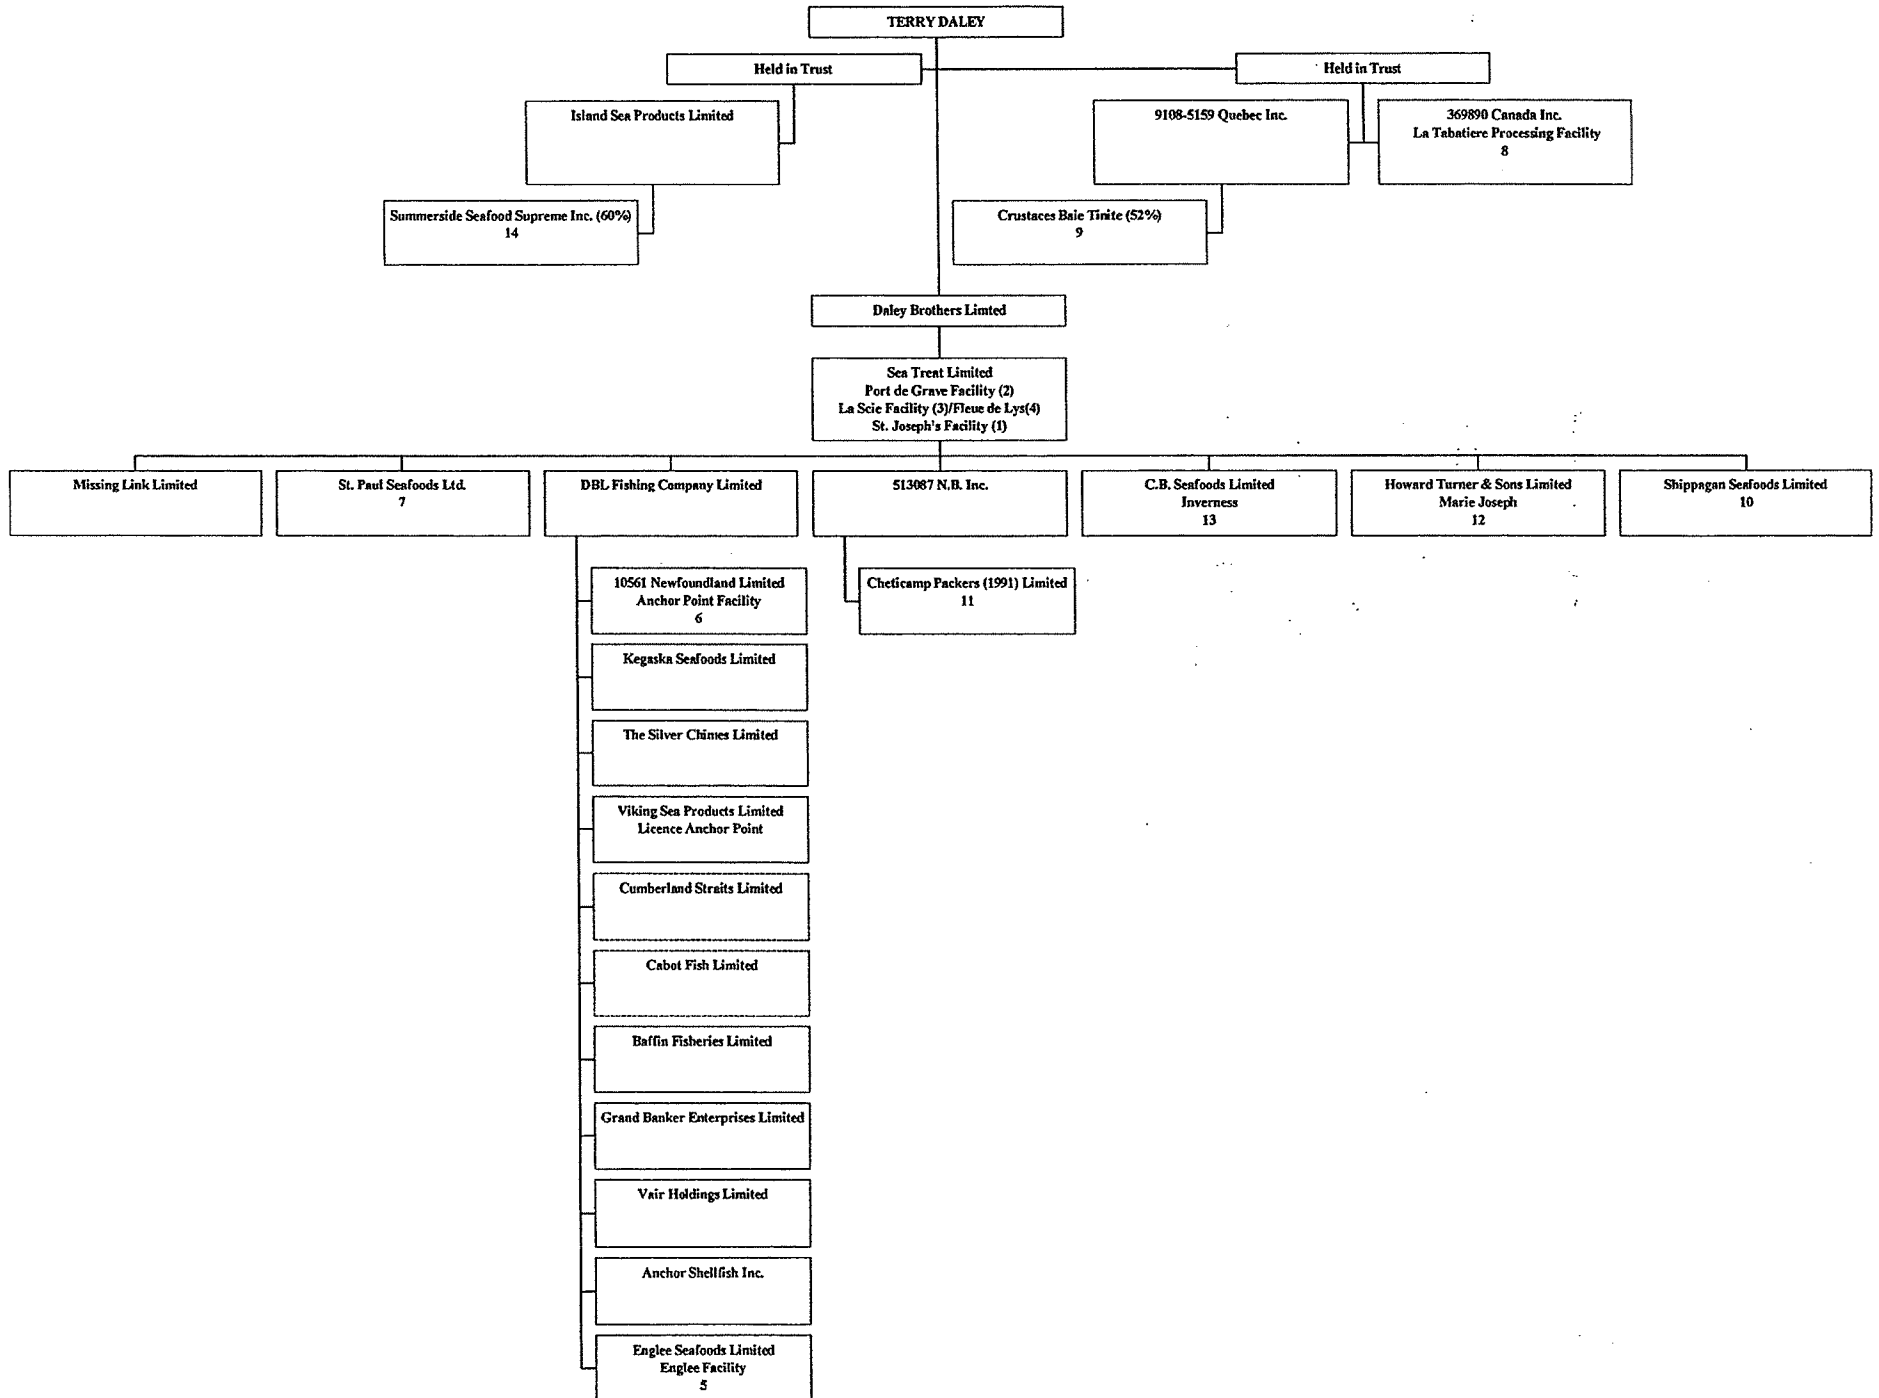 TERRY DALEY
Held in Trust
Held in Trust
Island Sea Products Limited
9108-5159 Quebec Inc.
369890 Canada Inc.
La Tabatiere Processing Facility
8
Summerside Seafood Supreme Inc. (60%)
14
Crustaces Baie Tinite (52%)
9
Daley Brothers Limted
Sea Treat Limited
Port de Grave Facility (2)
La Scie Facility (3)/Fleue de Lys(4)
St. Joseph's Facility (1)
Missing Link Limited
St. Paul Seafoods Ltd.
7
DBL Fishing Company Limited
513087 N.B. Inc.
C.B. Seafoods Limited
Inverness
13
Howard Turner & Sons Limited
Marie Joseph
12
Shippagan Seafoods Limited
10
10561 Newfoundland Limited
Anchor Point Facility
6
Cheticamp Packers (1991) Limited
11
Kegaska Seafoods Limited
The Silver Chimes Limited
Viking Sea Products Limited
Licence Anchor Point
Cumberland Straits Limited
Cabot Fish Limited
Baffin Fisheries Limited
Grand Banker Enterprises Limited
Vair Holdings Limited
Anchor Shellfish Inc.
Englee Seafoods Limited
Englee Facility
5